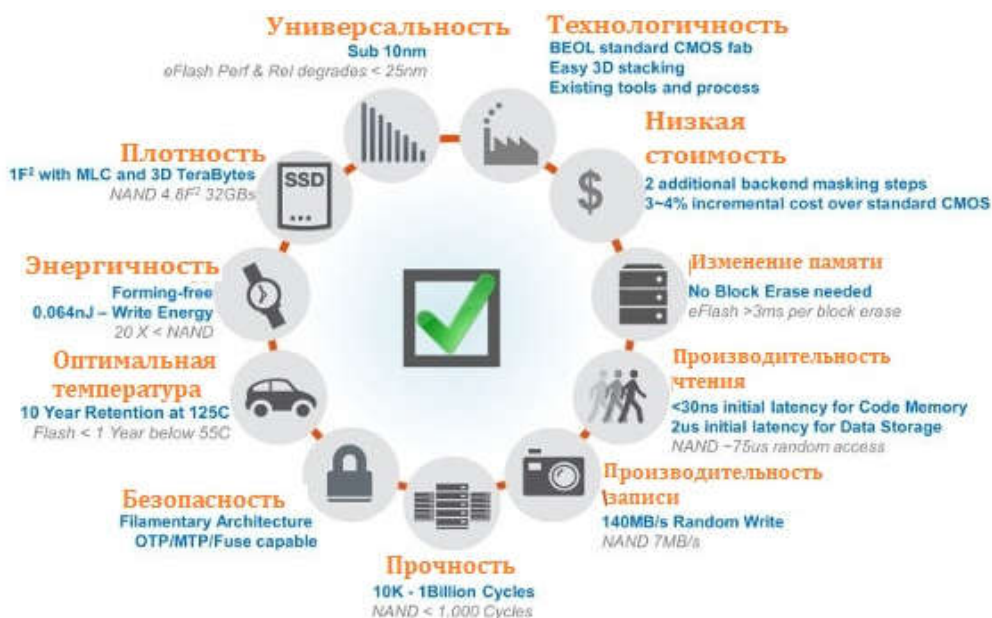 Универсальность
Sub 10nm
eFlash Perf & Rel degrades < 25nm
Технологичность
BEOL standard CMOS fab
Easy 3D stacking
Existing tools and process
Низкая
стоимость
2 additional backend masking steps
3~4% incremental cost over standard CMOS
Изменение памяти
No Block Erase needed
eFlash >3ms per block erase
Производительность
чтения
<30ns initial latency for Code Memory
2us initial latency for Data Storage
NAND ~75us random access
Производительность
записи
140MB/s Random Write
NAND 7MB/s
Прочность
10K - 1Billion Cycles
NAND < 1.000 Cycles
Безопасность
Filamentary Architecture
OTP/MTP/Fuse capable
Оптимальная
температура
10 Year Retention at 125C
Flash < 1 Year below 55C
Энергичность
Forming-free
0.064nJ – Write Energy
20 X < NAND
Плотность
1F² with MLC and 3D TeraBytes
NAND 4.8F² 32GBs
SSD
$